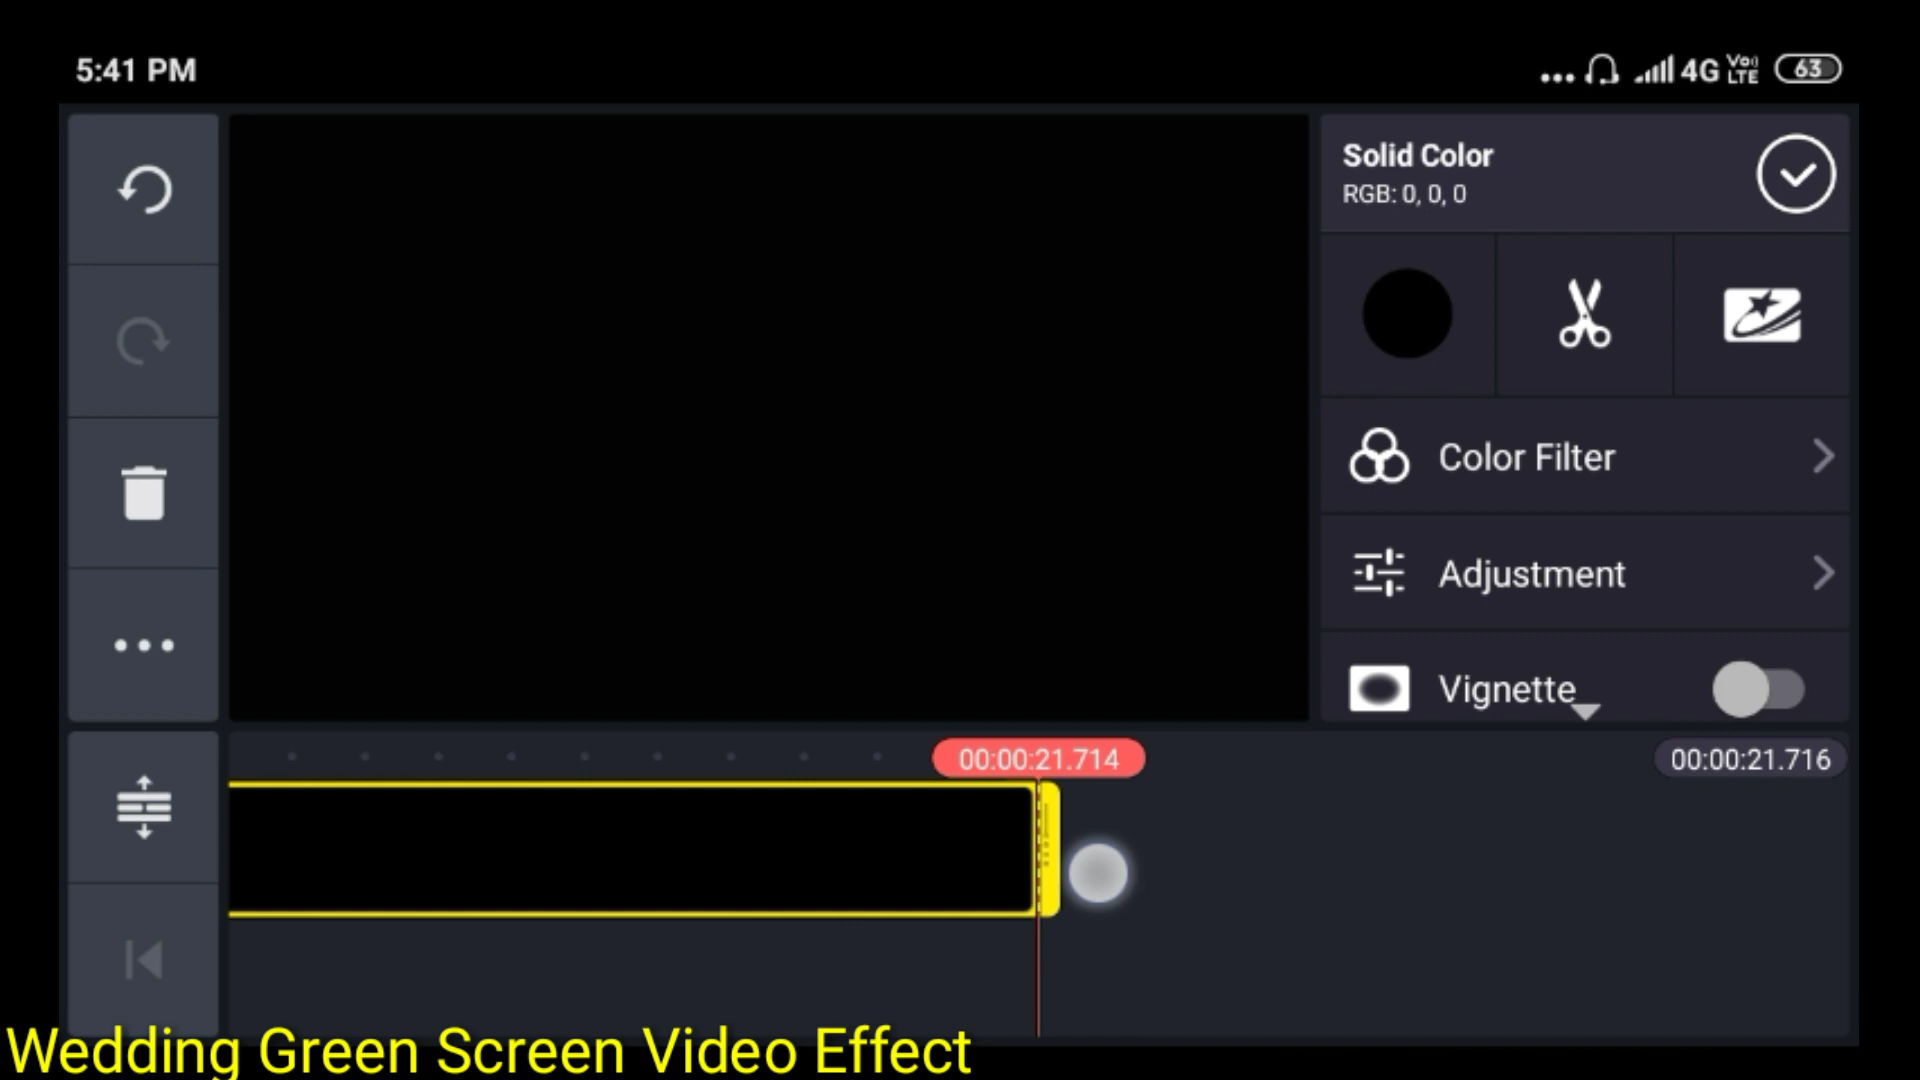 5:41 PM
4G VoLTE 63
Solid Color
RGB: 0, 0, 0
Color Filter
Adjustment
Vignette
00:00:21.714
00:00:21.716
Wedding Green Screen Video Effect